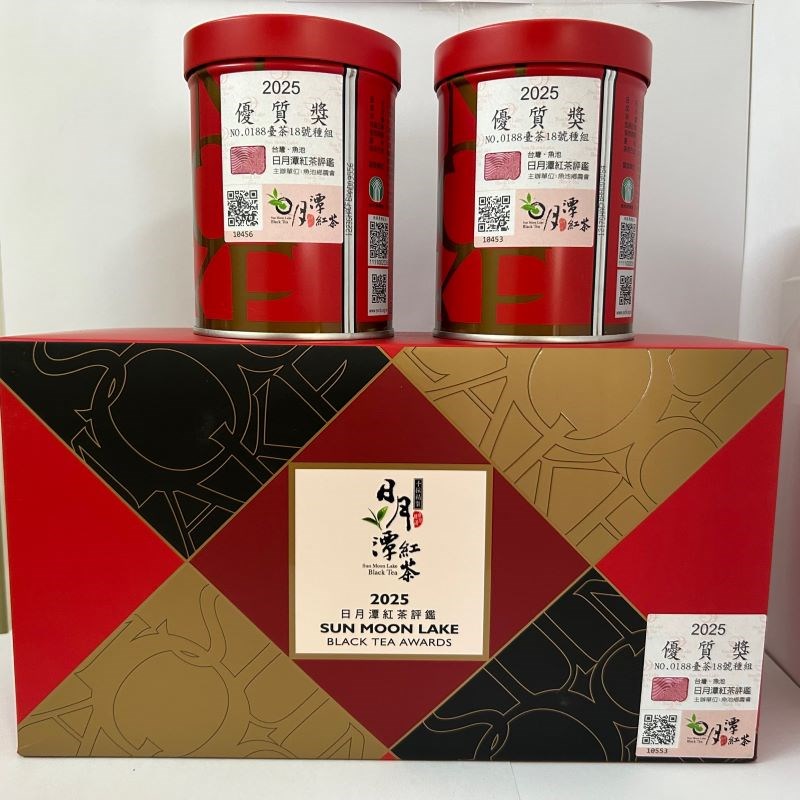 2025
優質獎
NO.0188臺茶18號種組
台灣・魚池
日月潭紅茶評鑑
主辦單位:魚池鄉農會
日月潭紅茶
Sun Moon Lake
Black Tea
10456
2025
優質獎
NO.0188臺茶18號種組
台灣・魚池
日月潭紅茶評鑑
主辦單位:魚池鄉農會
日月潭紅茶
Sun Moon Lake
Black Tea
10453
日月潭紅茶
Sun Moon Lake
Black Tea
2025
日月潭紅茶評鑑
SUN MOON LAKE
BLACK TEA AWARDS
2025
優質獎
NO.0188臺茶18號種組
台灣・魚池
日月潭紅茶評鑑
主辦單位:魚池鄉農會
日月潭紅茶
Sun Moon Lake
Black Tea
10553